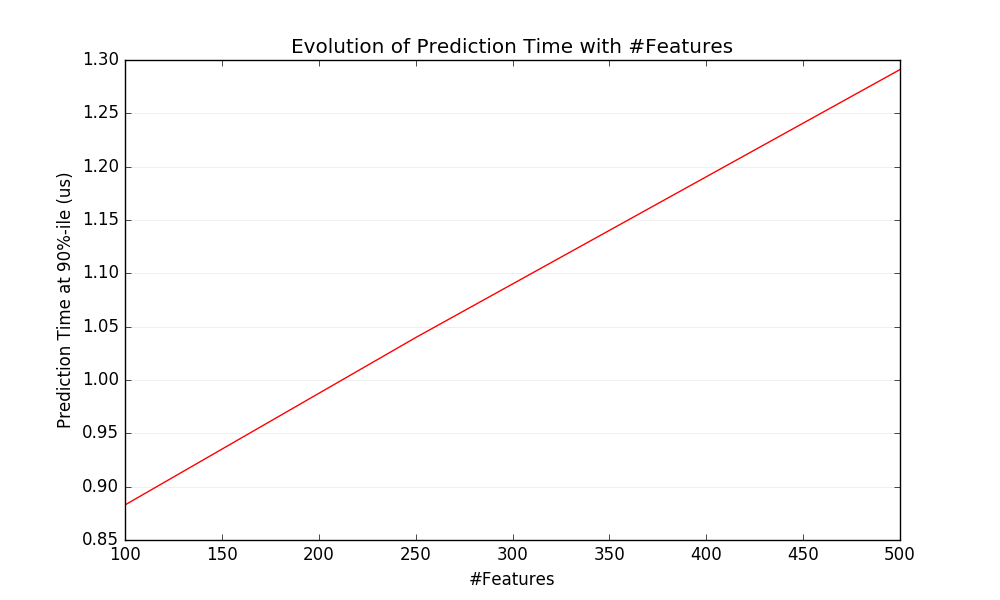 Evolution of Prediction Time with #Features
Prediction Time at 90%-ile (us)
1.30
1.25
1.20
1.15
1.10
1.05
1.00
0.95
0.90
0.85
100 150 200 250 300 350 400 450 500
#Features